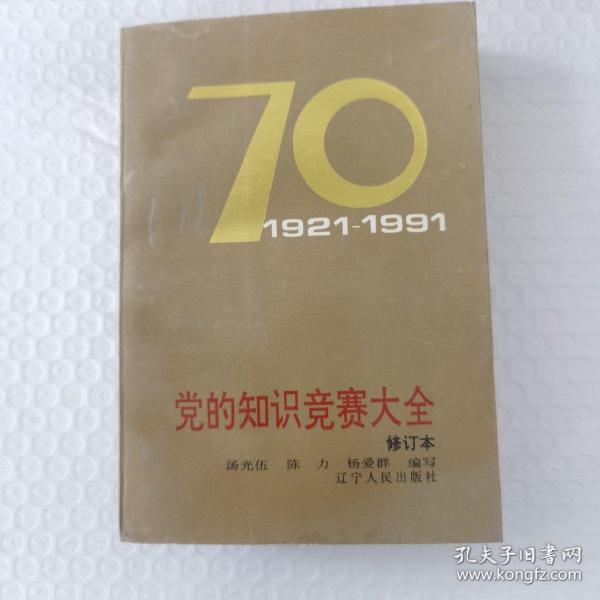 70
1921-1991
党的知识竞赛大全
修订本
汤光伍 陈力 杨爱群 编写
辽宁人民出版社
孔夫子旧书网
www.kongfz.com